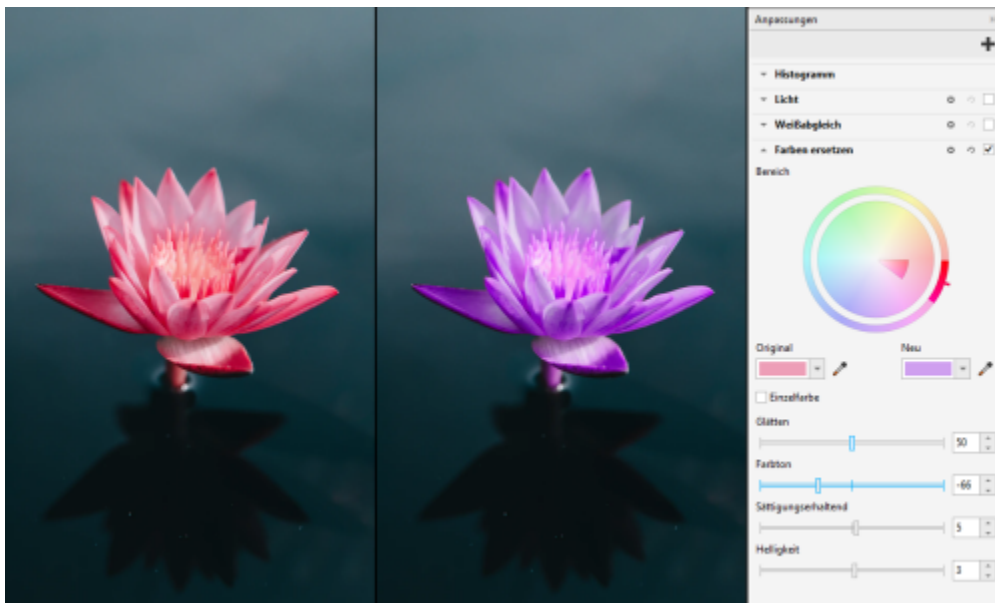 Anpassungen
Histogramm
Licht
Weißabgleich
Farben ersetzen
Bereich
Original Neu
Einzelfarbe
Glätten
50
Farbton
-66
Sättigungserhaltend
5
Helligkeit
3